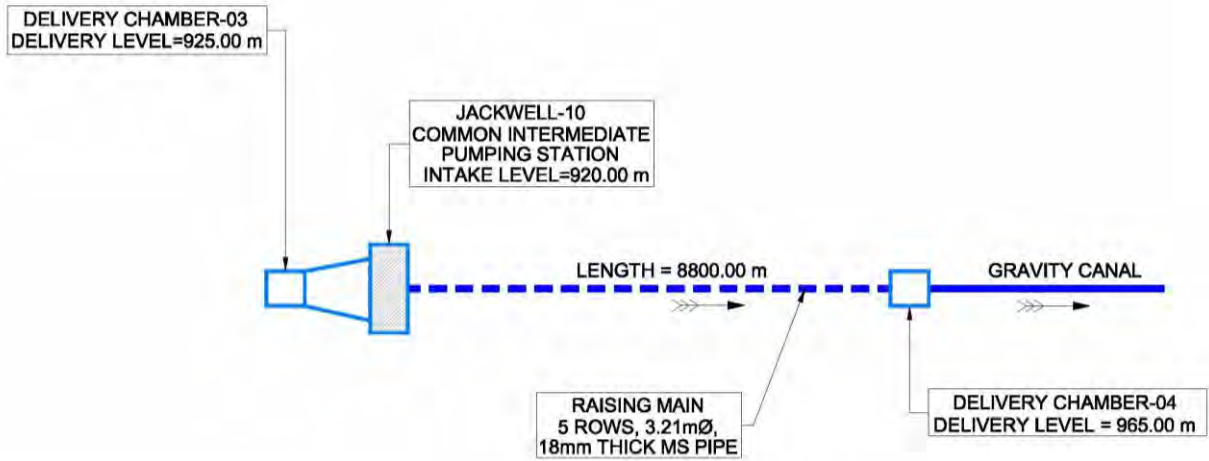 DELIVERY CHAMBER-03
DELIVERY LEVEL=925.00 m
JACKWELL-10
COMMON INTERMEDIATE
PUMPING STATION
INTAKE LEVEL=920.00 m
LENGTH = 8800.00 m
GRAVITY CANAL
RAISING MAIN
5 ROWS, 3.21mØ,
18mm THICK MS PIPE
DELIVERY CHAMBER-04
DELIVERY LEVEL = 965.00 m